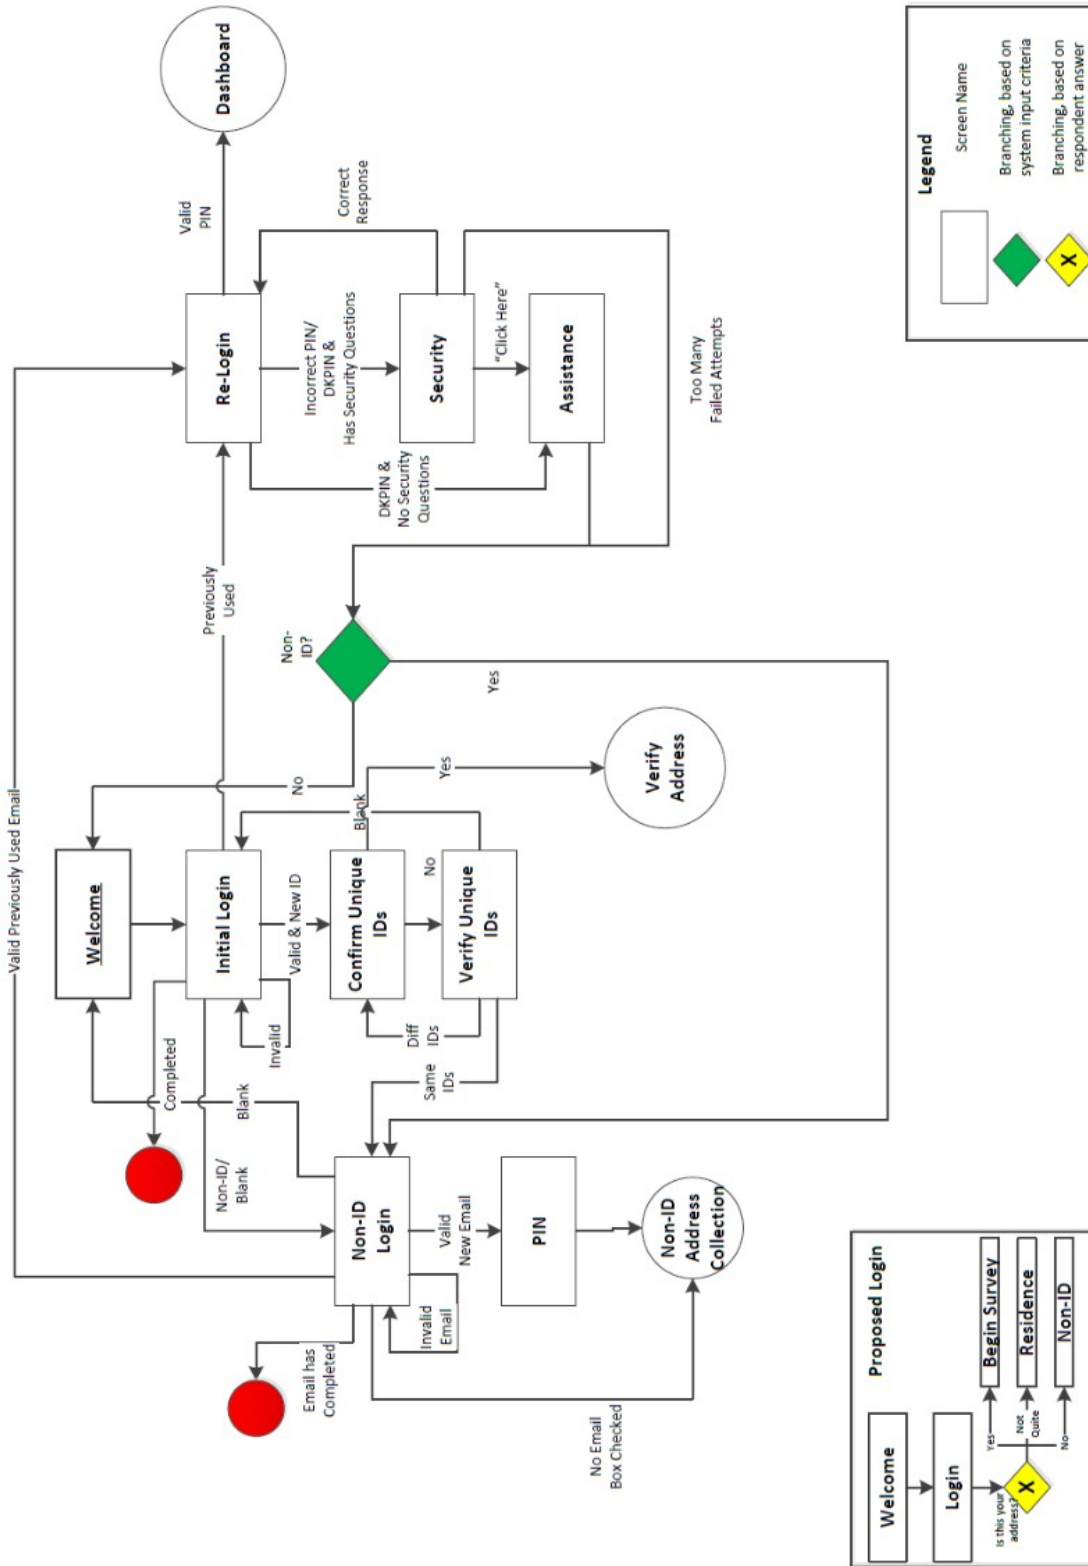 Valid Previously Used Email
Welcome
Initial Login
Re-Login
Dashboard
Valid
PIN
Previously
Used
No
Completed
Blank
Non-ID/
Blank
Invalid
Valid & New ID
Confirm Unique
IDs
Verify Unique
IDs
No
Blank
Yes
Diff
IDs
Same
IDs
Verify
Address
Non-
ID?
Yes
Incorrect PIN/
DKPIN &
Has Security Questions
Correct
Response
Security
DKPIN &
No Security
Questions
"Click Here"
Assistance
Too Many
Failed Attempts
Non-ID
Login
Email has
Completed
Invalid
Email
Valid
New Email
PIN
Non-ID
Address
Collection
No Email
Box Checked
Proposed Login
Welcome
Login
Is this your
address?
X
Yes
Not
Quite
No
Begin Survey
Residence
Non-ID
Legend
Screen Name
Branching, based on
system input criteria
X
Branching, based on
respondent answer